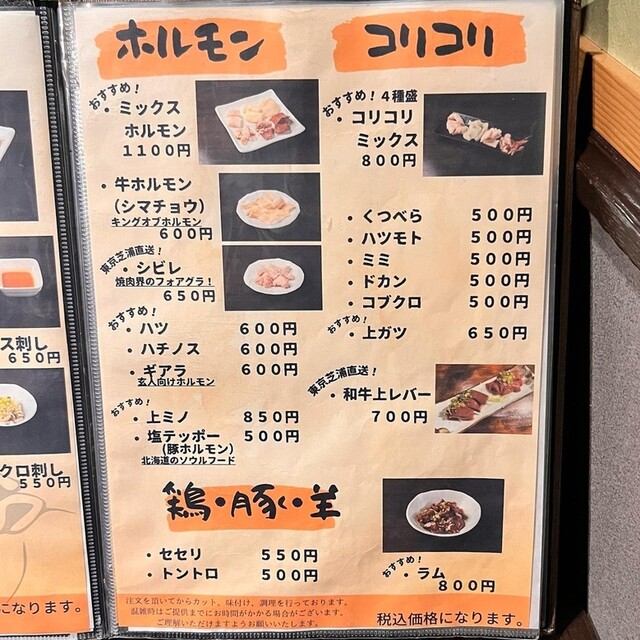 ホルモン
おすすめ!
・ミックス
ホルモン
1100円
・牛ホルモン
(シマチョウ)
キングオブホルモン
600円
東京芝浦直送!
・シビレ
焼肉界のフォアグラ!
650円
おすすめ!
・ハツ 600円
・ハチノス 600円
・ギアラ 600円
玄人向けホルモン
おすすめ!
・上ミノ 850円
・塩テッポー 500円
(豚ホルモン)
北海道のソウルフード
コリコリ
おすすめ!4種盛
・コリコリ
ミックス
800円
・くつべら 500円
・ハツモト 500円
・ミミ 500円
・ドカン 500円
・コブクロ 500円
おすすめ!
・上ガツ 650円
東京芝浦直送!
・和牛上レバー
700円
鶏・豚・羊
・セセリ 550円
・トントロ 500円
おすすめ!
・ラム
800円
注文を頂いてからカット、味付け、調理を行っております。
混雑時はご提供までにお時間がかかる場合がございます。
ご理解いただけますようお願いいたします。
税込価格になります。
ス刺し
650円
クロ刺し
550円
になります。